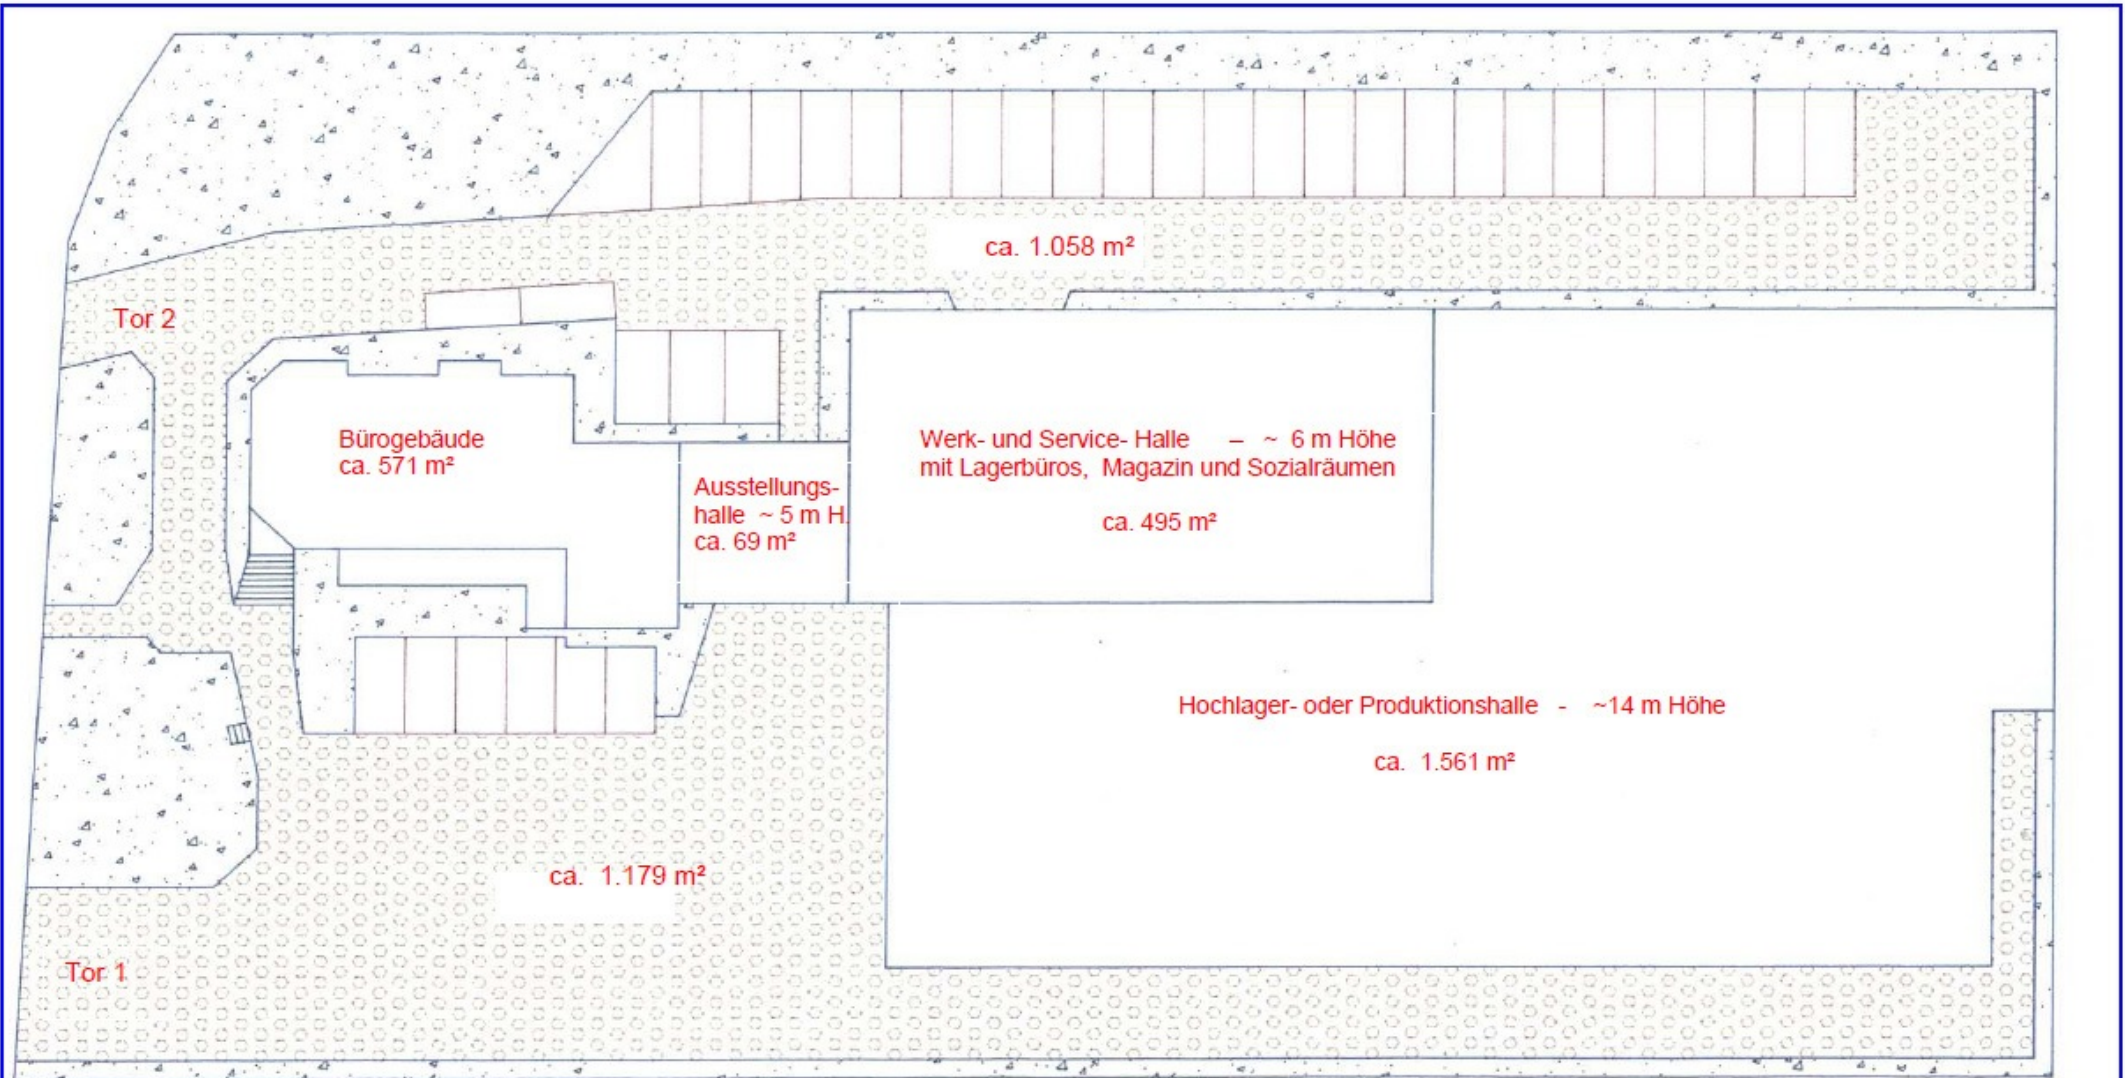 ca. 1.058 m²
Tor 2
Bürogebäude
ca. 571 m²
Ausstellungs-
halle ~ 5 m H.
ca. 69 m²
Werk- und Service- Halle – ~ 6 m Höhe
mit Lagerbüros, Magazin und Sozialräumen
ca. 495 m²
Hochlager- oder Produktionshalle - ~14 m Höhe
ca. 1.561 m²
ca. 1.179 m²
Tor 1